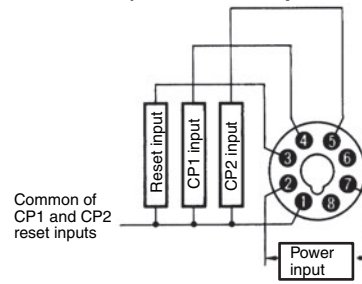 Reset input
CP1 input
CP2 input
4
5
3
6
2
7
1
8
Common of
CP1 and CP2
reset inputs
Power
input